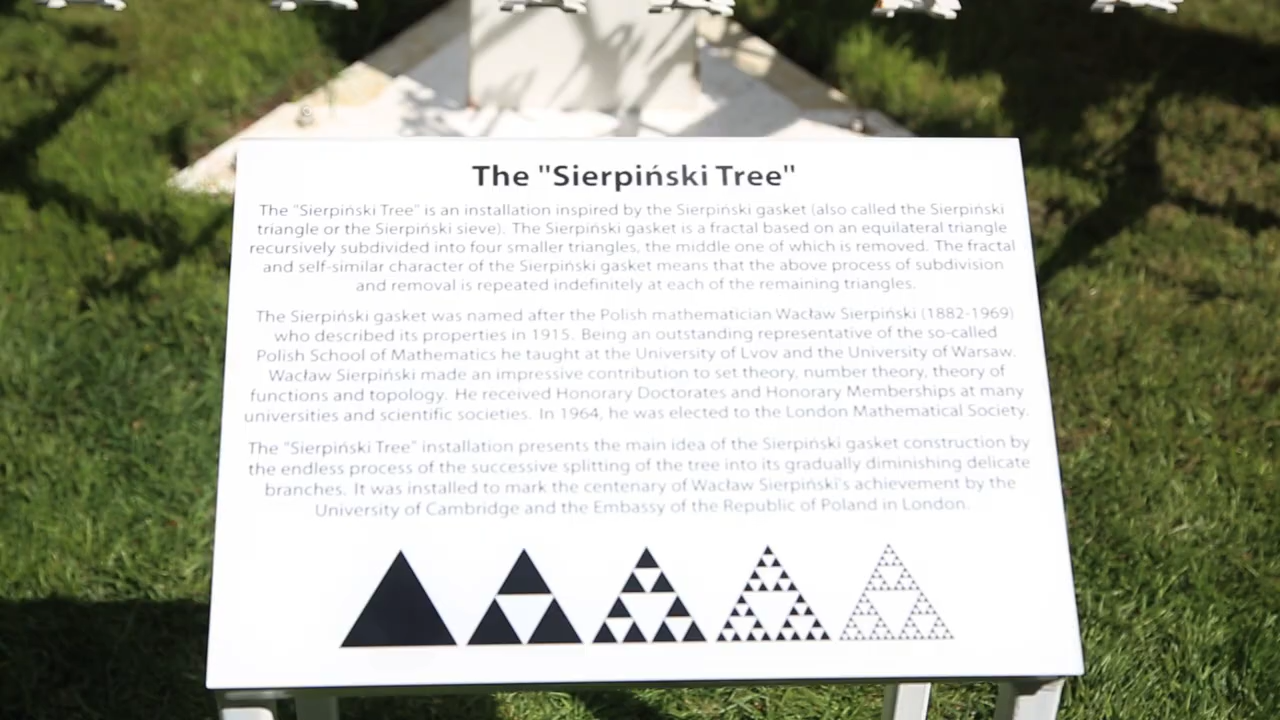 The "Sierpiński Tree"
The "Sierpiński Tree" is an installation inspired by the Sierpiński gasket (also called the Sierpiński
triangle or the Sierpiński sieve). The Sierpiński gasket is a fractal based on an equilateral triangle
recursively subdivided into four smaller triangles, the middle one of which is removed. The fractal
and self-similar character of the Sierpiński gasket means that the above process of subdivision
and removal is repeated indefinitely at each of the remaining triangles.
The Sierpiński gasket was named after the Polish mathematician Wacław Sierpiński (1882-1969)
who described its properties in 1915. Being an outstanding representative of the so-called
Polish School of Mathematics he taught at the University of Lvov and the University of Warsaw.
Wacław Sierpiński made an impressive contribution to set theory, number theory, theory of
functions and topology. He received Honorary Doctorates and Honorary Memberships at many
universities and scientific societies. In 1964, he was elected to the London Mathematical Society.
The "Sierpiński Tree" installation presents the main idea of the Sierpiński gasket construction by
the endless process of the successive splitting of the tree into its gradually diminishing delicate
branches. It was installed to mark the centenary of Wacław Sierpiński's achievement by the
University of Cambridge and the Embassy of the Republic of Poland in London.